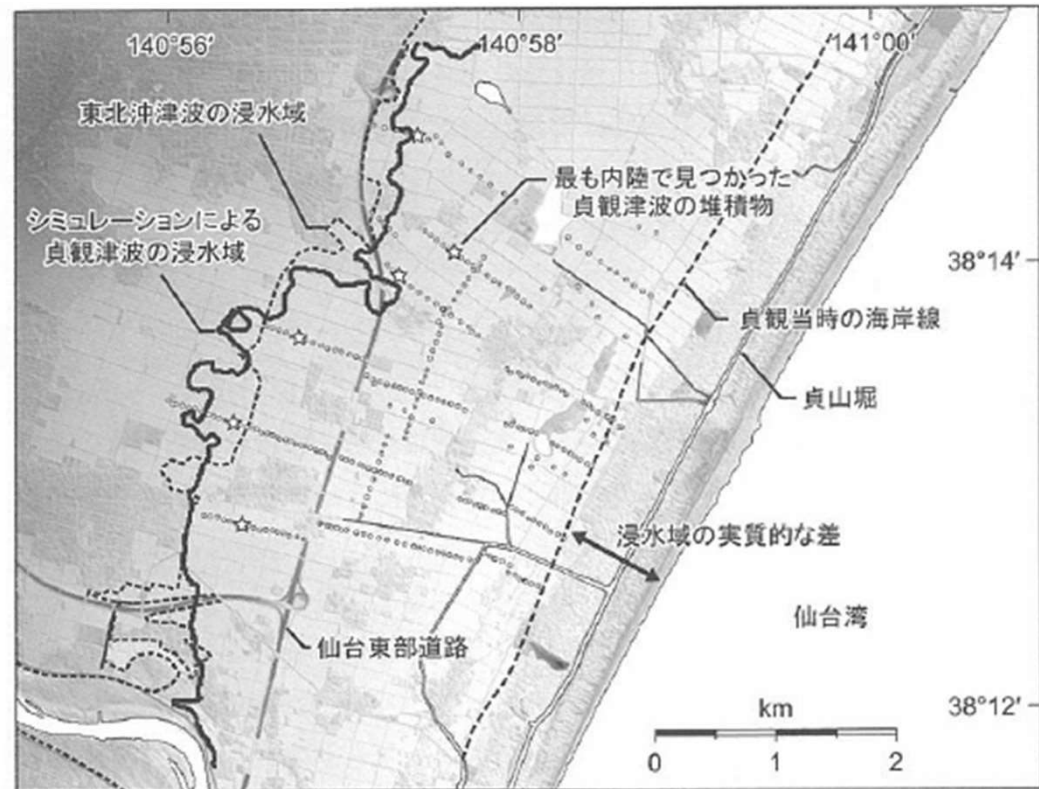 140°56′
140°58′
141°00′
東北沖津波の浸水域
最も内陸で見つかった
貞観津波の堆積物
シミュレーションによる
貞観津波の浸水域
38°14′
貞観当時の海岸線
貞山堀
浸水域の実質的な差
仙台湾
仙台東部道路
km
38°12′
0 1 2